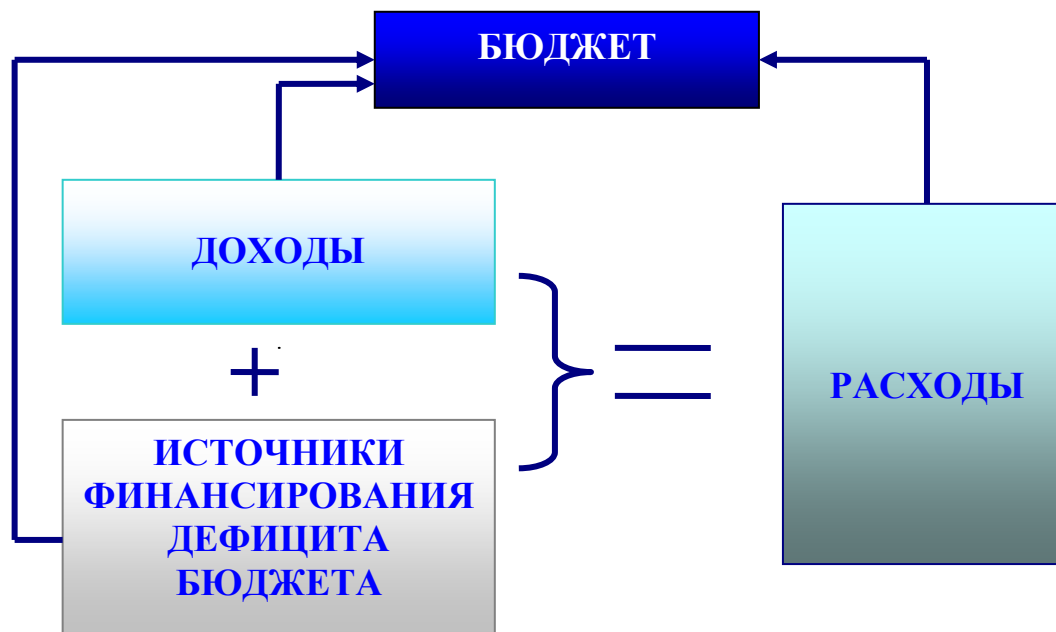 БЮДЖЕТ
ДОХОДЫ
+
ИСТОЧНИКИ
ФИНАНСИРОВАНИЯ
ДЕФИЦИТА
БЮДЖЕТА
=
РАСХОДЫ